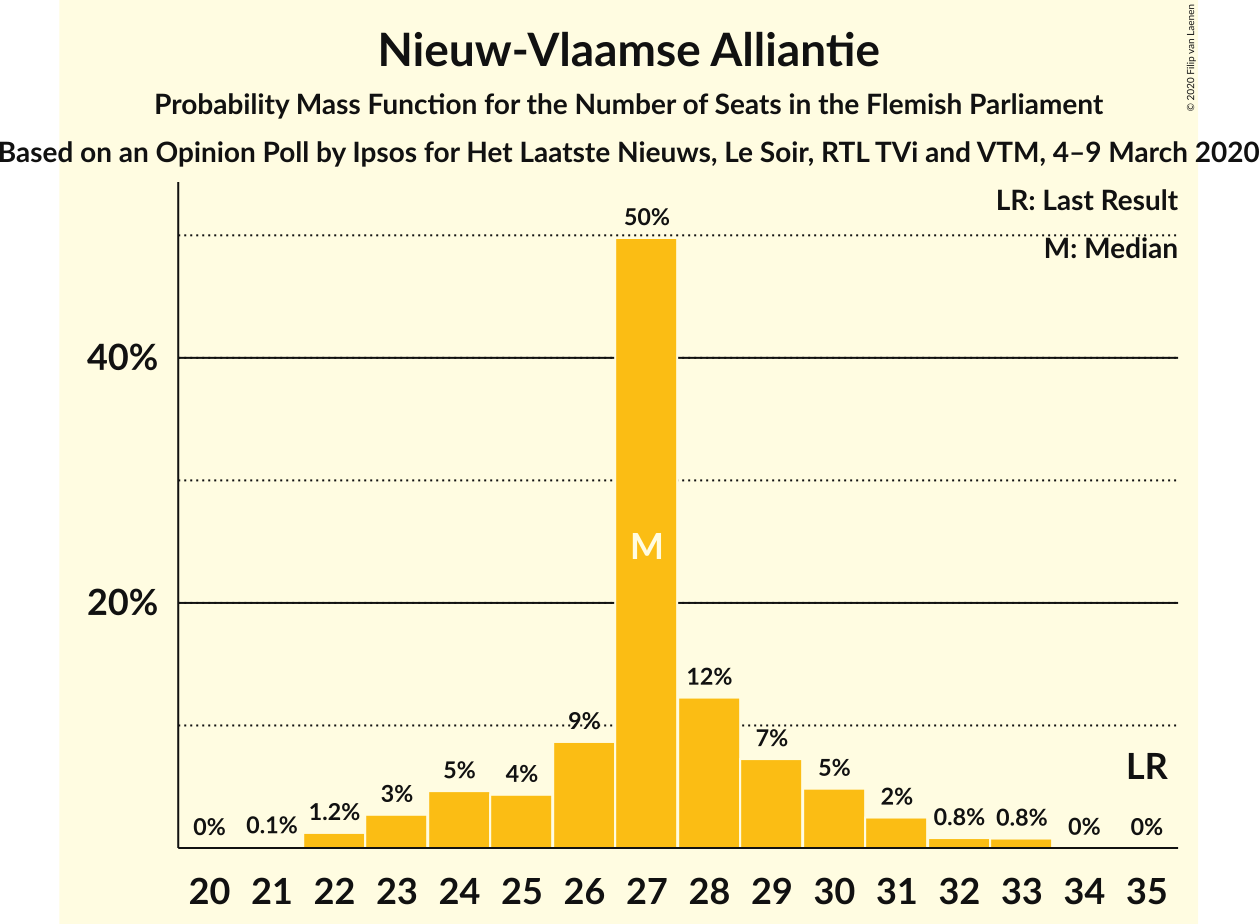 Nieuw-Vlaamse Alliantie
Probability Mass Function for the Number of Seats in the Flemish Parliament
Based on an Opinion Poll by Ipsos for Het Laatste Nieuws, Le Soir, RTL TVi and VTM, 4–9 March 2020
© 2020 Filip van Laenen
LR: Last Result
M: Median
40%
20%
0%
0.1%
1.2%
3%
5%
4%
9%
50%
M
12%
7%
5%
2%
0.8%
0.8%
0%
0%
LR
20 21 22 23 24 25 26 27 28 29 30 31 32 33 34 35